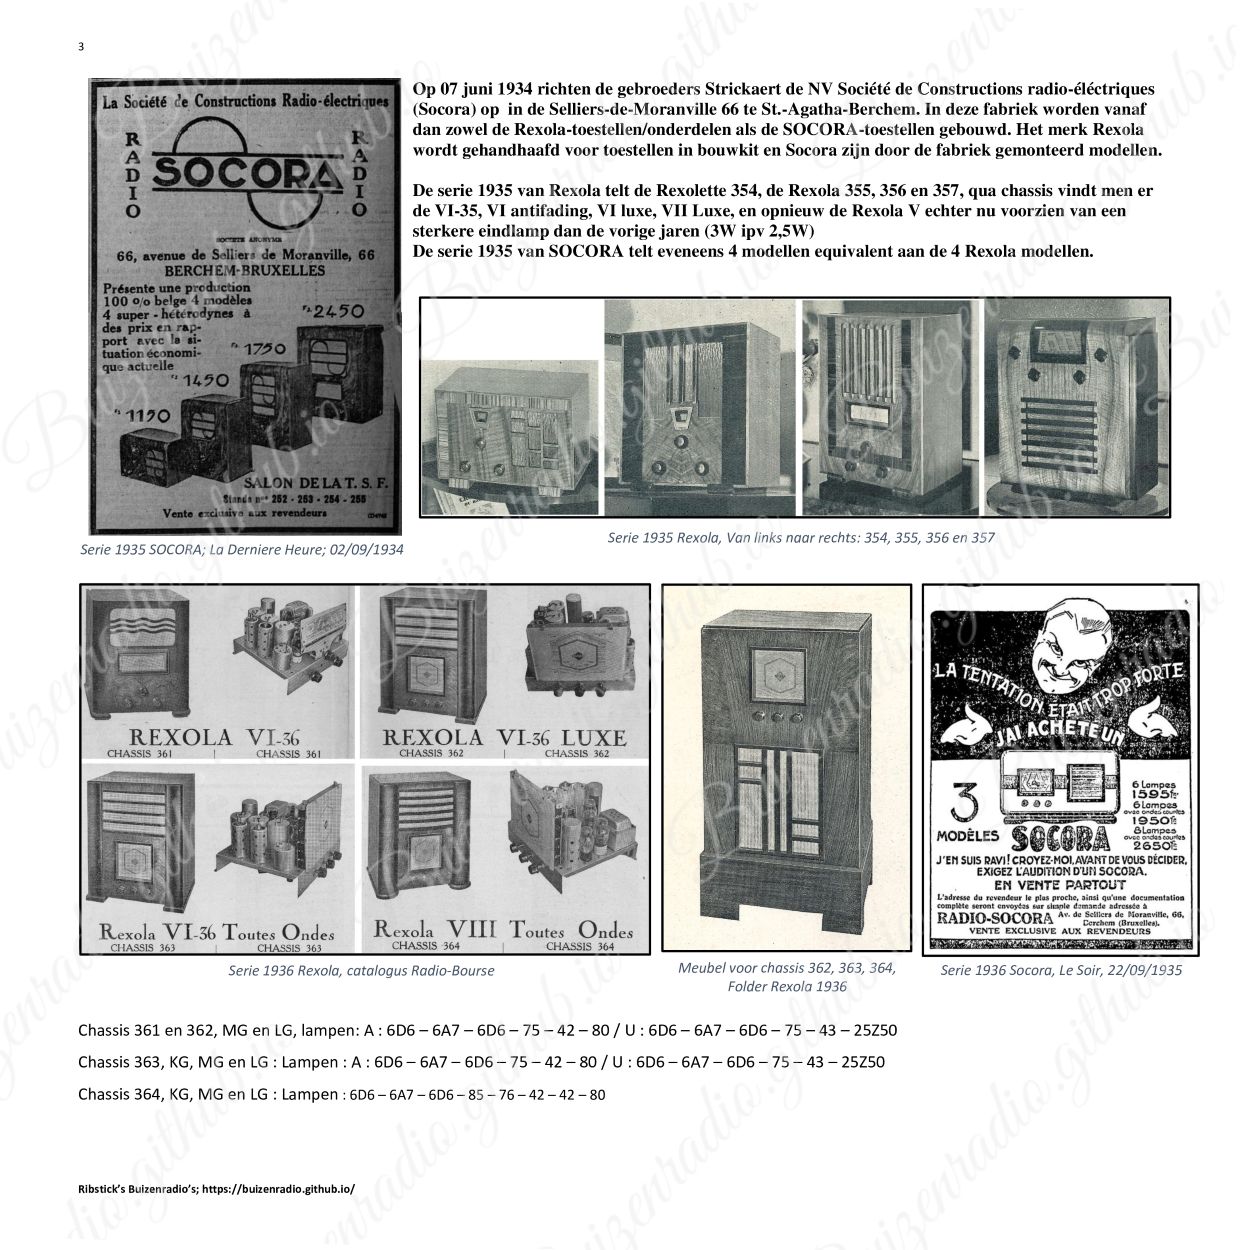 3
La Société de Constructions Radio-électriques
RADIO
SOCORA
RADIO
SOCIÉTÉ ANONYME
66, avenue de Selliers de Moranville, 66
BERCHEM-BRUXELLES
Présente une production
100 o/o belge 4 modèles
4 super - hétérodynes à
des prix en rap-
port avec la si-
tuation économi-
que actuelle
Fr 2450
Fr 1750
Fr 1450
Fr 1150
SALON DE LA T. S. F.
Stands nos 252 - 253 - 254 - 255
Vente exclusive aux revendeurs
Serie 1935 SOCORA; La Derniere Heure; 02/09/1934
Op 07 juni 1934 richten de gebroeders Strickaert de NV Société de Constructions radio-éléctriques
(Socora) op in de Selliers-de-Moranville 66 te St.-Agatha-Berchem. In deze fabriek worden vanaf
dan zowel de Rexola-toestellen/onderdelen als de SOCORA-toestellen gebouwd. Het merk Rexola
wordt gehandhaafd voor toestellen in bouwkit en Socora zijn door de fabriek gemonteerd modellen.
De serie 1935 van Rexola telt de Rexolette 354, de Rexola 355, 356 en 357, qua chassis vindt men er
de VI-35, VI antifading, VI luxe, VII Luxe, en opnieuw de Rexola V echter nu voorzien van een
sterkere eindlamp dan de vorige jaren (3W ipv 2,5W)
De serie 1935 van SOCORA telt eveneens 4 modellen equivalent aan de 4 Rexola modellen.
Serie 1935 Rexola, Van links naar rechts: 354, 355, 356 en 357
REXOLA VI-36
CHASSIS 361 | CHASSIS 361
REXOLA VI-36 LUXE
CHASSIS 362 | CHASSIS 362
Rexola VI-36 Toutes Ondes
CHASSIS 363 | CHASSIS 363
Rexola VIII Toutes Ondes
CHASSIS 364 | CHASSIS 364
Serie 1936 Rexola, catalogus Radio-Bourse
Meubel voor chassis 362, 363, 364,
Folder Rexola 1936
LA TENTATION ETAIT TROP FORTE
J'AI ACHETE UN
3
MODÈLES
SOCORA
6 Lampes
1595fr
6 Lampes
avec ondes courtes
1950fr
8 Lampes
avec ondes courtes
2650fr
J'EN SUIS RAVI! CROYEZ-MOI, AVANT DE VOUS DÉCIDER,
EXIGEZ L'AUDITION D'UN SOCORA.
EN VENTE PARTOUT
L'adresse du revendeur le plus proche, ainsi qu'une documentation
complète seront envoyées sur simple demande adressée à
RADIO-SOCORA Av. de Selliers de Moranville, 66,
Berchem (Bruxelles).
VENTE EXCLUSIVE AUX REVENDEURS
Serie 1936 Socora, Le Soir, 22/09/1935
Chassis 361 en 362, MG en LG, lampen: A : 6D6 – 6A7 – 6D6 – 75 – 42 – 80 / U : 6D6 – 6A7 – 6D6 – 75 – 43 – 25Z50
Chassis 363, KG, MG en LG : Lampen : A : 6D6 – 6A7 – 6D6 – 75 – 42 – 80 / U : 6D6 – 6A7 – 6D6 – 75 – 43 – 25Z50
Chassis 364, KG, MG en LG : Lampen : 6D6 – 6A7 – 6D6 – 85 – 76 – 42 – 42 – 80
Ribstick's Buizenradio's; https://buizenradio.github.io/
Buizenradio.github.io